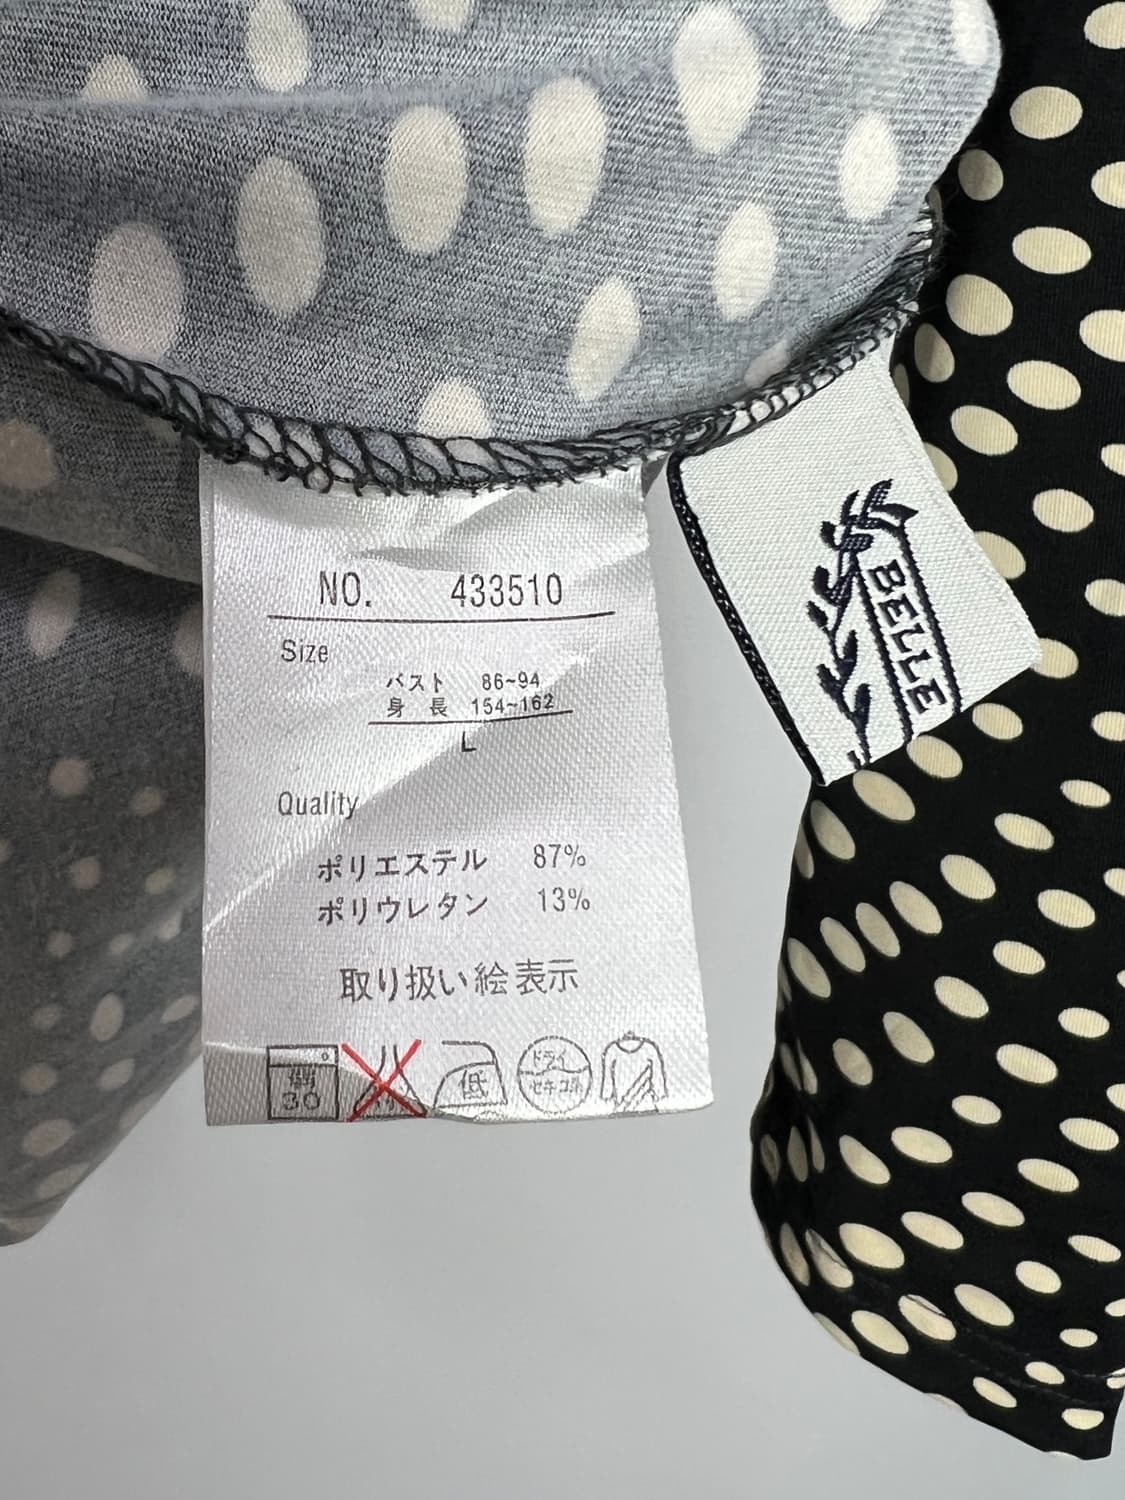 NO. 433510
Size
バスト 86~94
身 長 154~162
L
Quality
ポリエステル 87%
ポリウレタン 13%
取り扱い絵表示
30
低
ドライ
セキユ系
BELLE